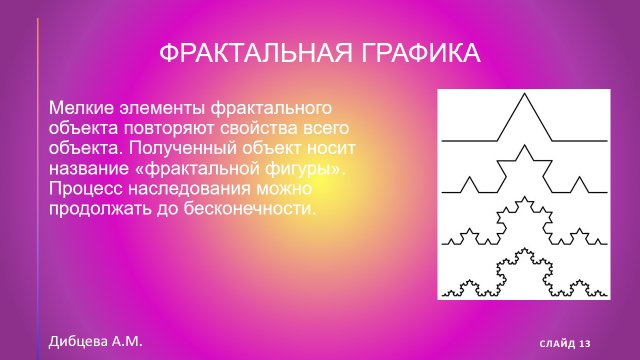 ФРАКТАЛЬНАЯ ГРАФИКА
Мелкие элементы фрактального
объекта повторяют свойства всего
объекта. Полученный объект носит
название «фрактальной фигуры».
Процесс наследования можно
продолжать до бесконечности.
Дибцева А.М.
СЛАЙД 13